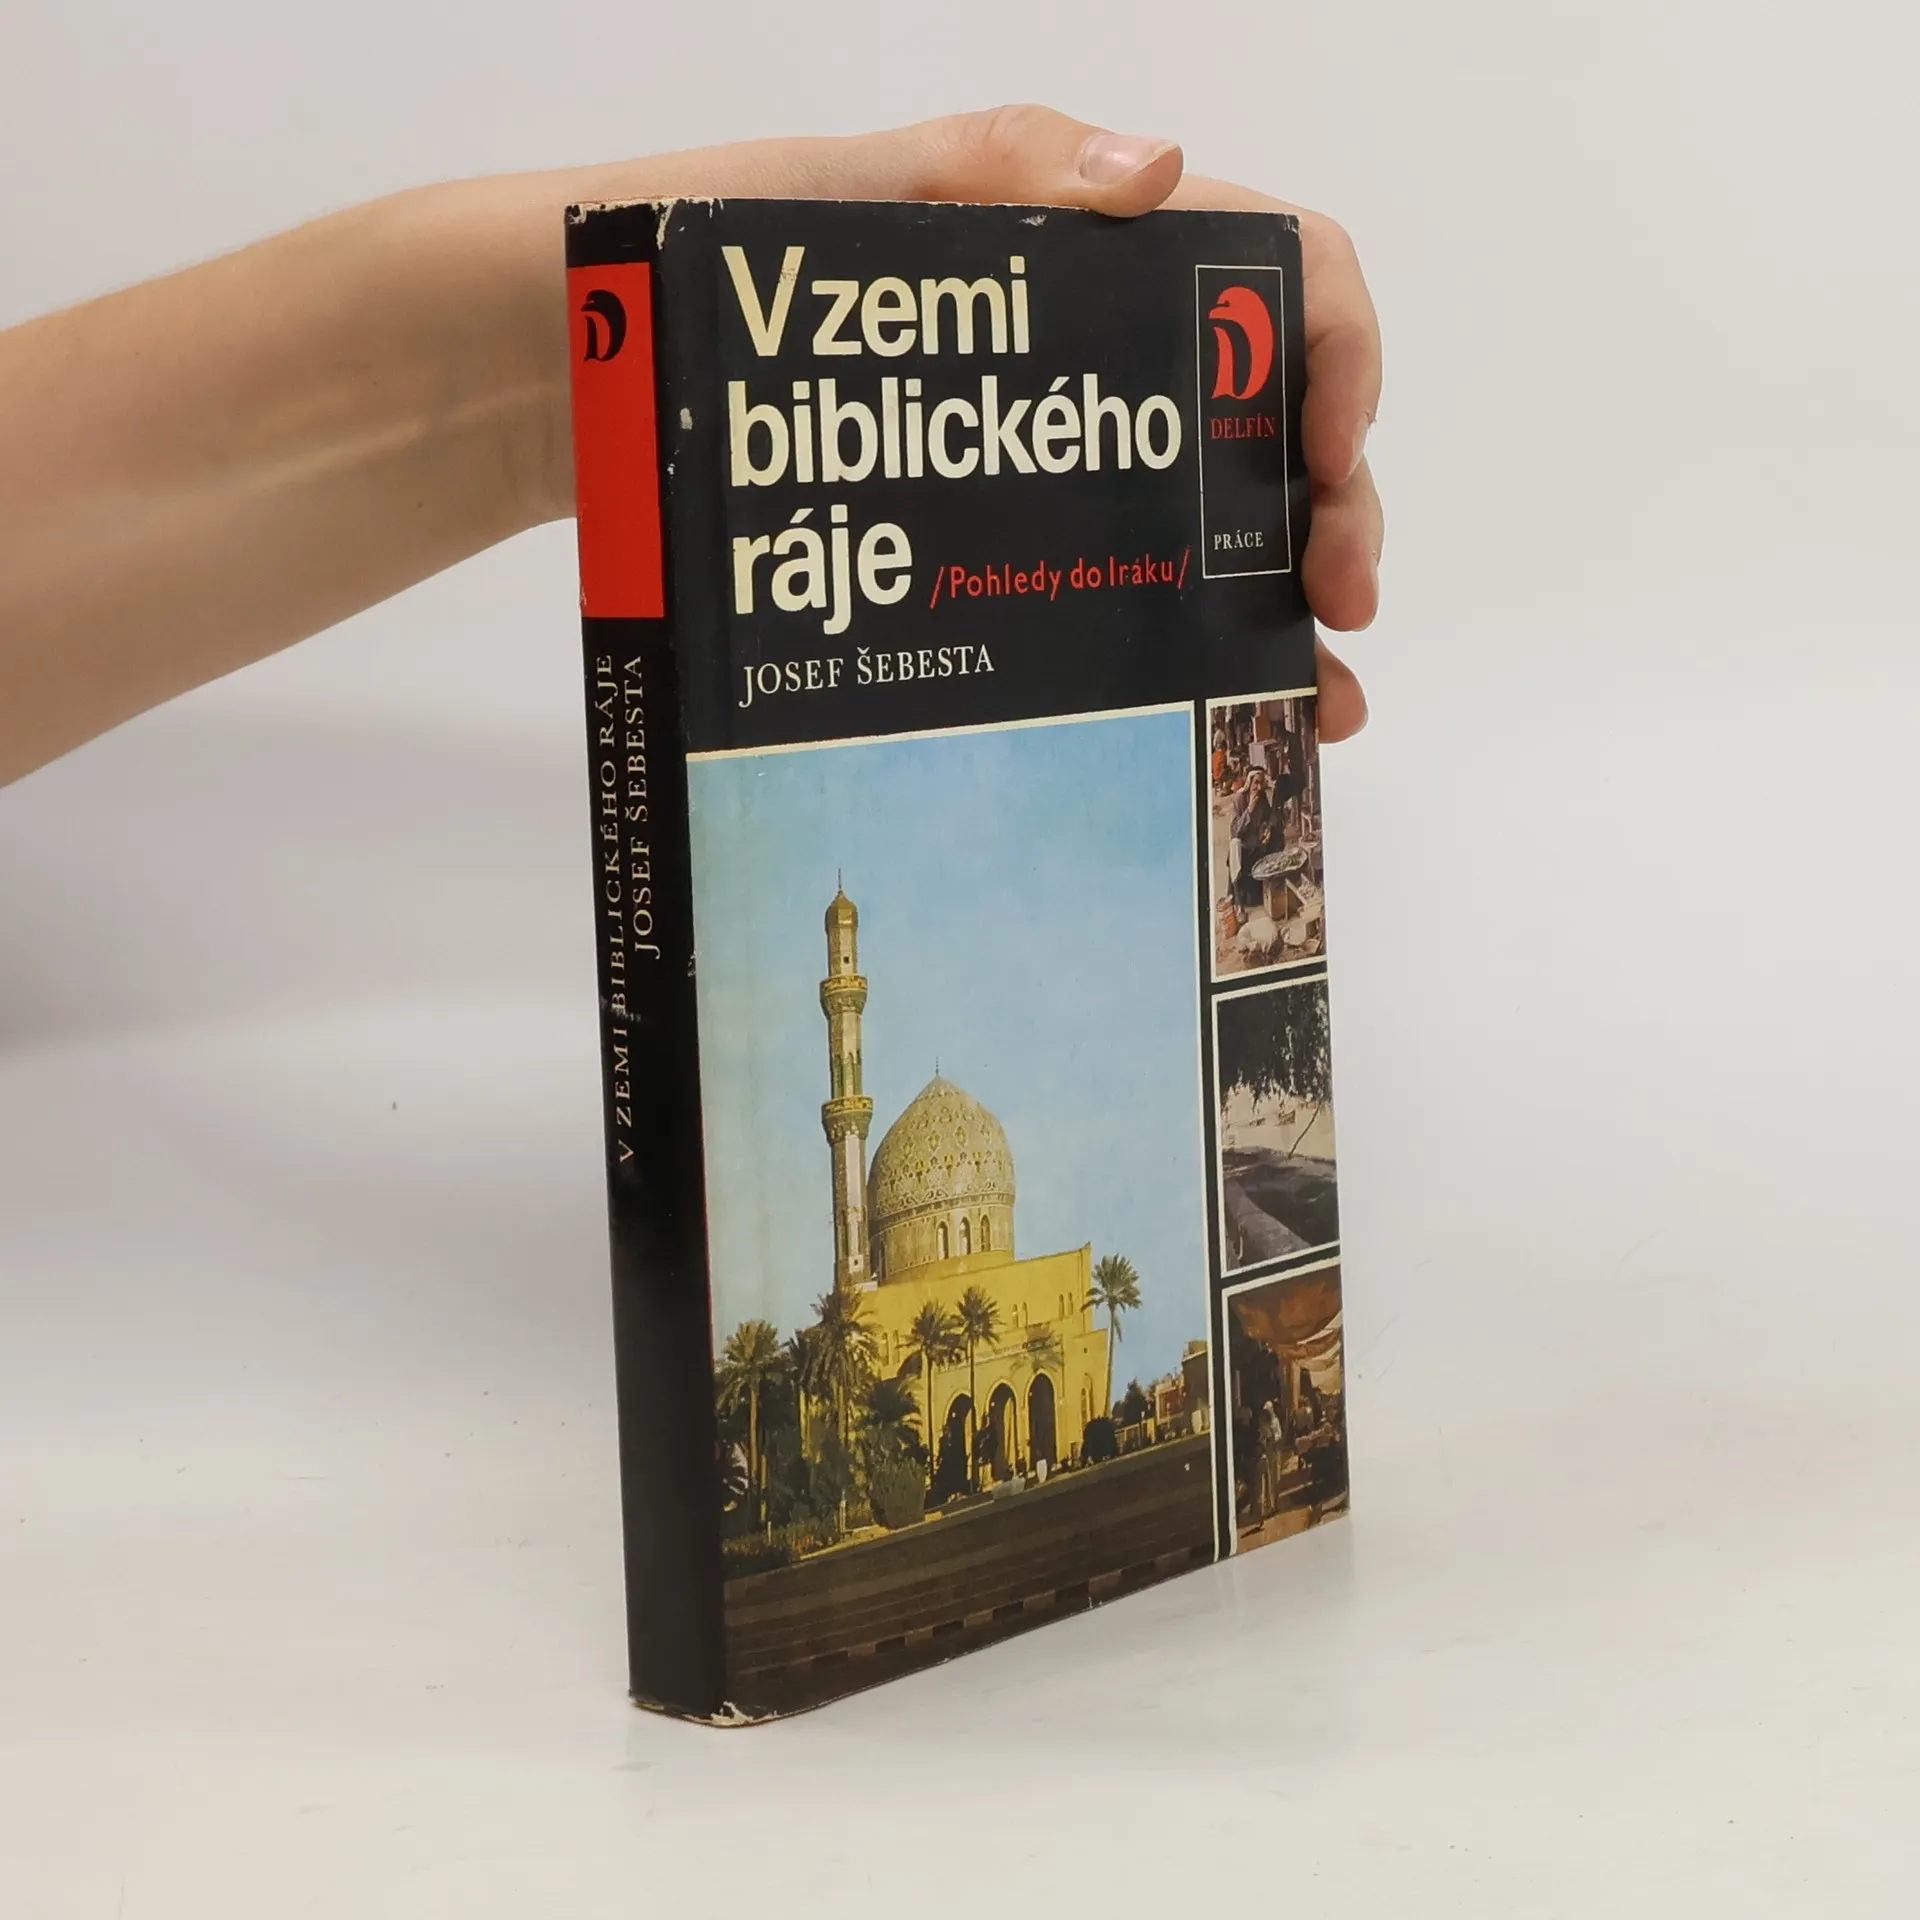 V zemi
biblického
ráje /Pohledy do Iráku/
JOSEF ŠEBESTA
D
DELFÍN
PRÁCE
D
V ZEMI BIBLICKÉHO RÁJE
JOSEF ŠEBESTA